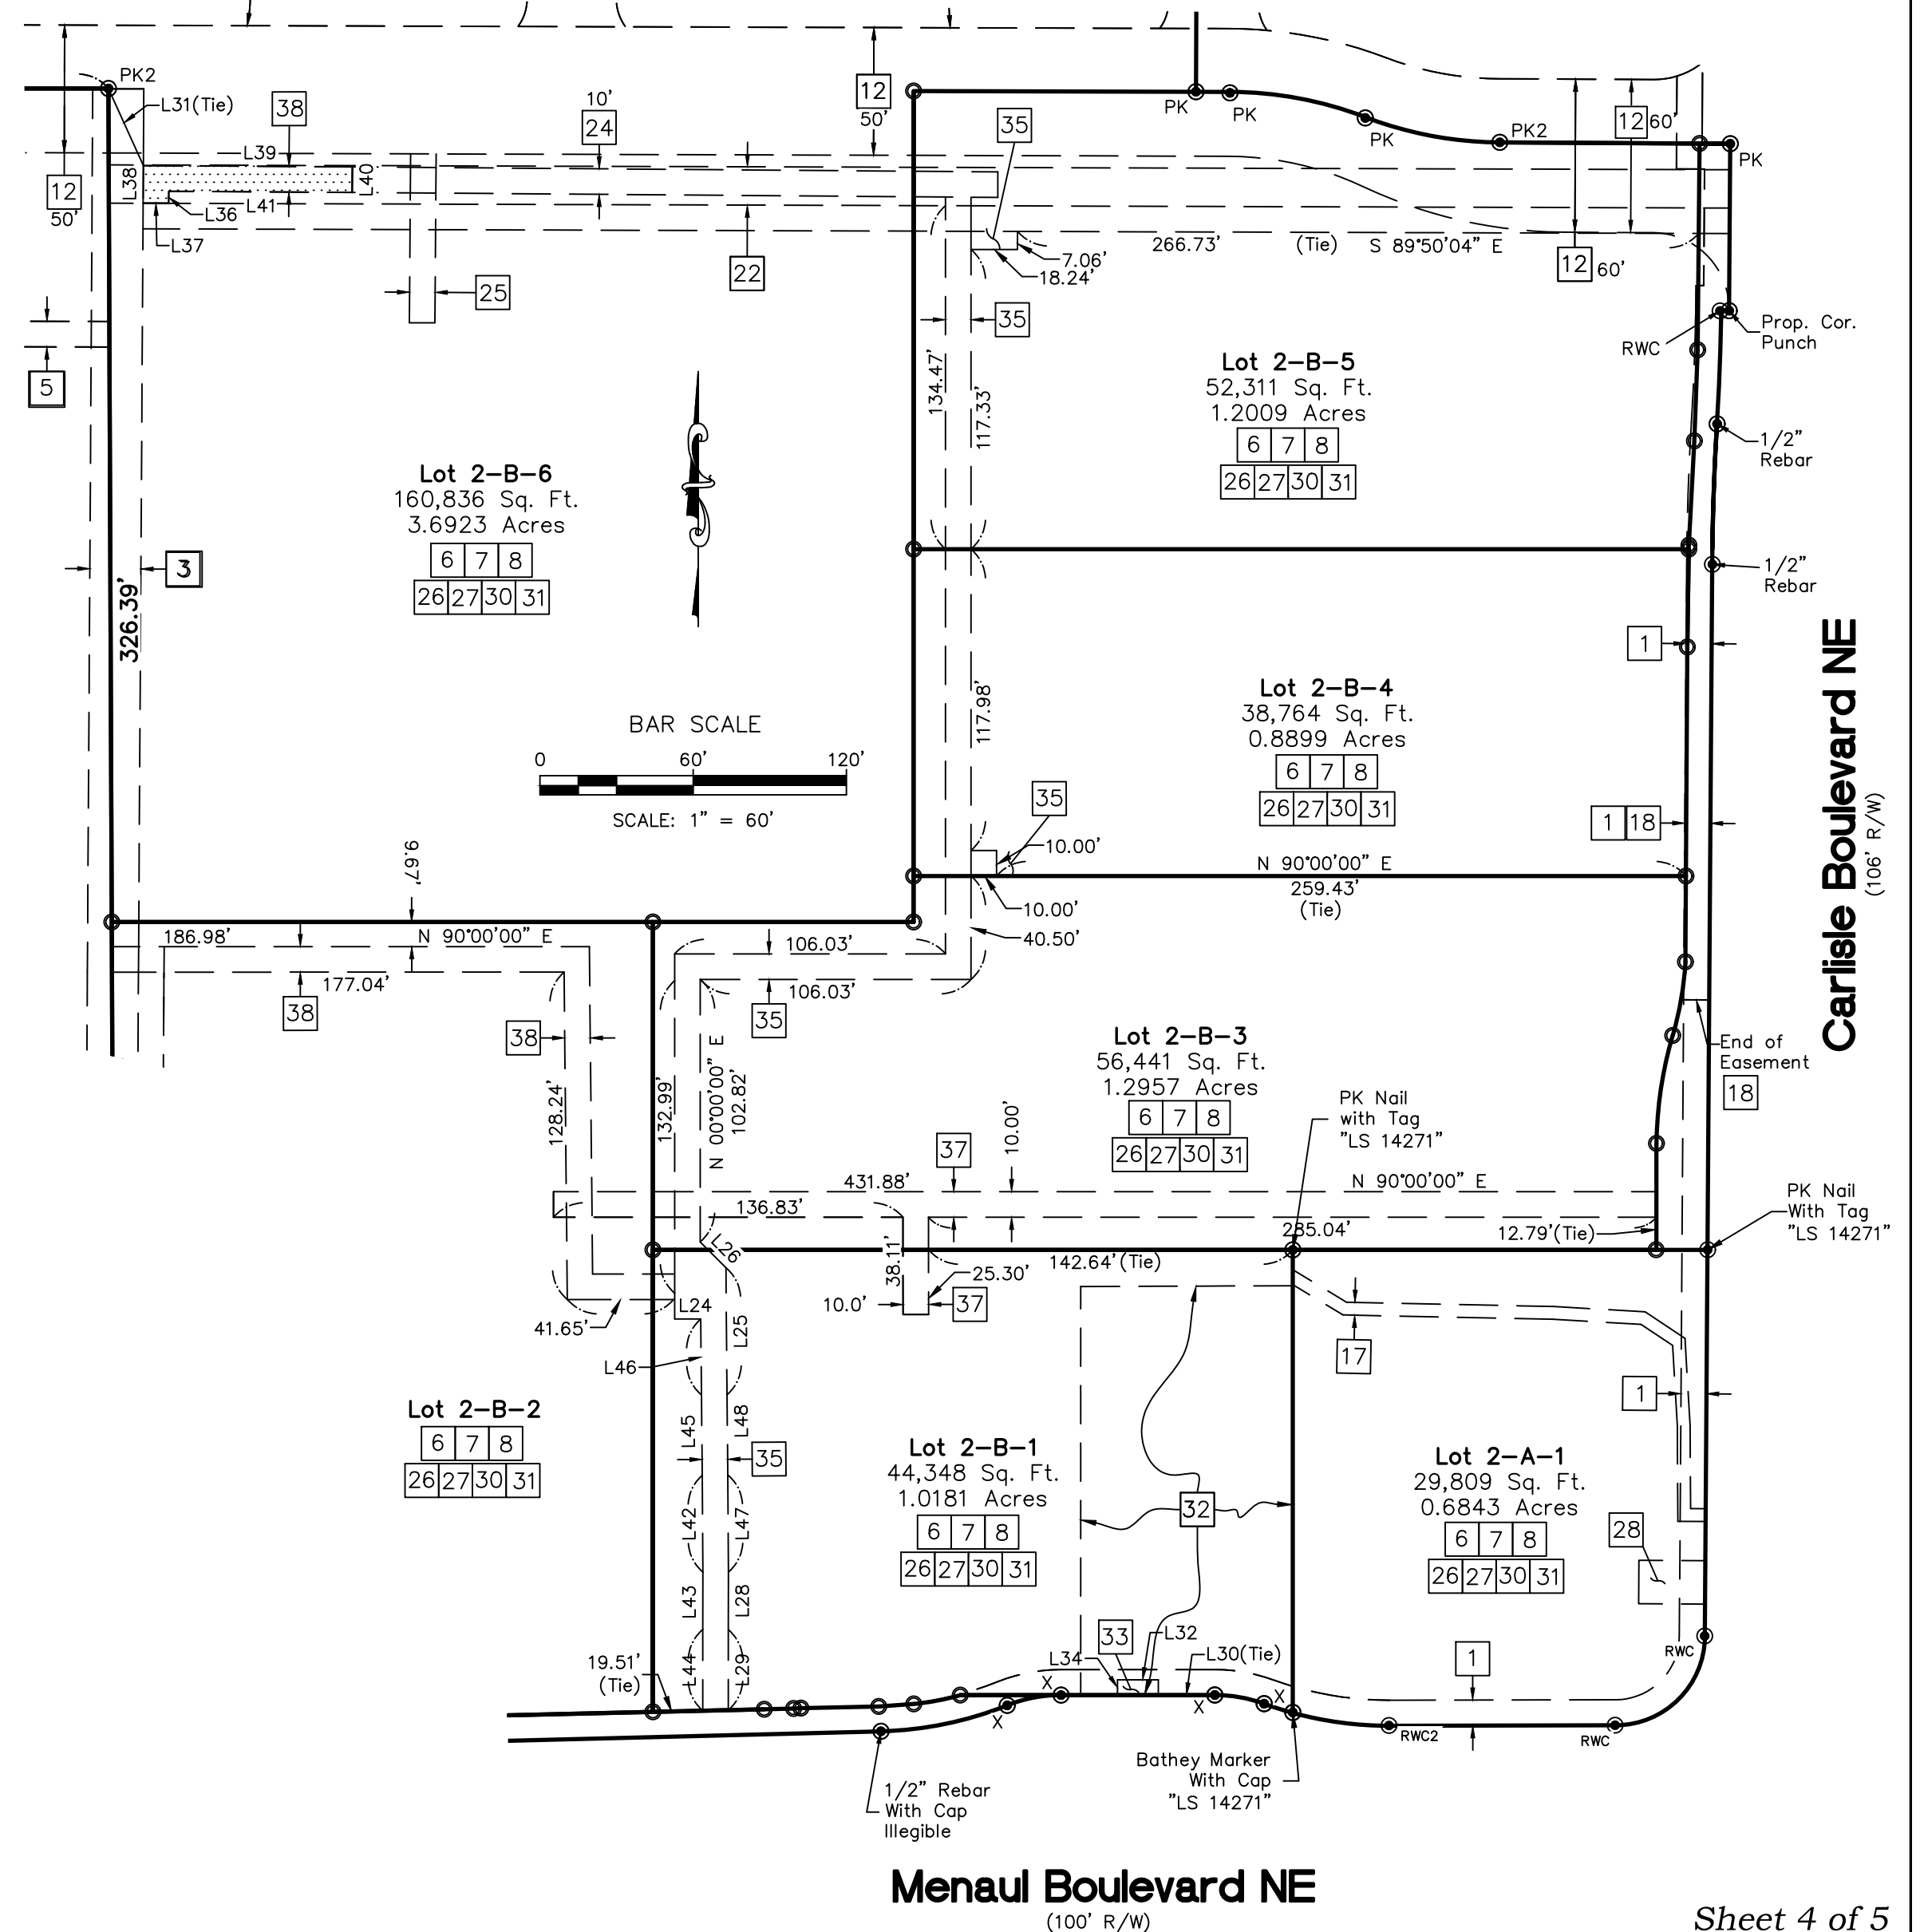 PK2
L31(Tie)
38
10'
24
12
50'
35
PK
PK
PK
PK2
12
60'
PK
L39
L38
L40
12
50'
L36
L41
L37
266.73'
(Tie)
S 89°50'04" E
12
60'
7.06'
18.24'
22
25
35
Prop. Cor.
Punch
RWC
5
Lot 2-B-5
52,311 Sq. Ft.
1.2009 Acres
6 7 8
26 27 30 31
134.47'
117.33'
1/2"
Rebar
Lot 2-B-6
160,836 Sq. Ft.
3.6923 Acres
6 7 8
26 27 30 31
3
326.39'
1/2"
Rebar
1
Carlisle Boulevard NE
(106' R/W)
Lot 2-B-4
38,764 Sq. Ft.
0.8899 Acres
6 7 8
26 27 30 31
117.98'
BAR SCALE
0 60' 120'
SCALE: 1" = 60'
35
1 18
10.00'
N 90°00'00" E
259.43'
(Tie)
9.67'
10.00'
40.50'
186.98'
N 90°00'00" E
177.04'
38
106.03'
106.03'
35
38
N 00°00'00" E
102.82'
132.99'
128.24'
Lot 2-B-3
56,441 Sq. Ft.
1.2957 Acres
6 7 8
26 27 30 31
End of
Easement
18
PK Nail
with Tag
"LS 14271"
37
10.00'
431.88'
N 90°00'00" E
136.83'
285.04'
12.79'(Tie)
PK Nail
With Tag
"LS 14271"
L26
38.11'
142.64'(Tie)
25.30'
10.0'
37
L24
41.65'
L25
L46
17
1
Lot 2-B-2
6 7 8
26 27 30 31
L45
L48
35
Lot 2-B-1
44,348 Sq. Ft.
1.0181 Acres
6 7 8
26 27 30 31
32
Lot 2-A-1
29,809 Sq. Ft.
0.6843 Acres
6 7 8
26 27 30 31
28
L42
L47
L43
L28
19.51'
(Tie)
L44
L29
33
L32
L34
L30(Tie)
1
RWC
X
X
X
X
RWC2
RWC
Bathey Marker
With Cap
"LS 14271"
1/2" Rebar
With Cap
Illegible
Menaul Boulevard NE
(100' R/W)
Sheet 4 of 5